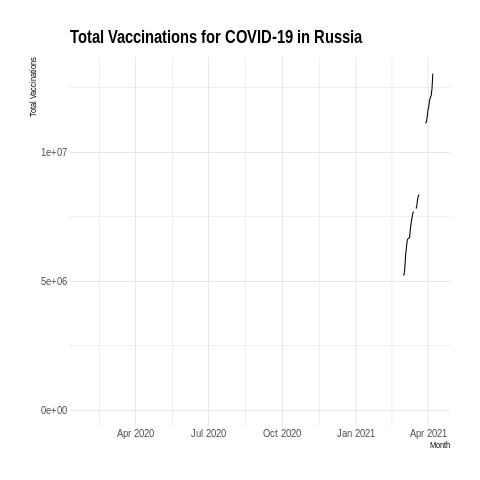 Total Vaccinations for COVID-19 in Russia
Total Vaccinations
1e+07
5e+06
0e+00
Apr 2020 Jul 2020 Oct 2020 Jan 2021 Apr 2021
Month